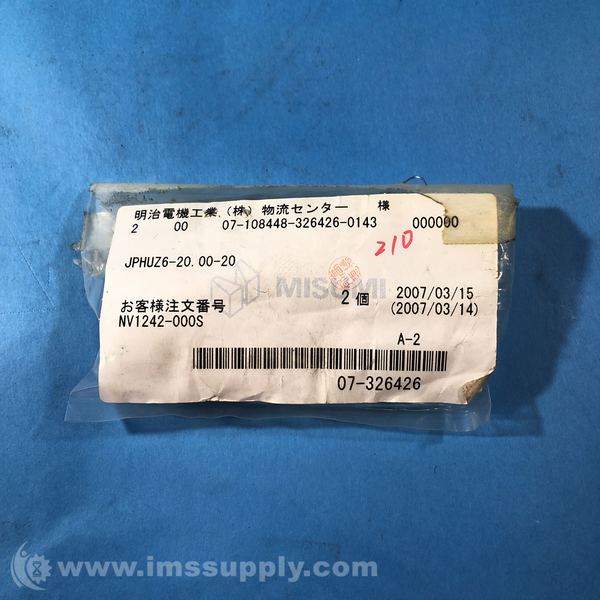 明治電機工業.(株) 物流センター 様
2 00 07-108448-326426-0143 000000
210
JPHUZ6-20.00-20
MISUMI
2個 2007/03/15
お客様注文番号 (2007/03/14)
NV1242-000S
A-2
07-326426
© www.imssupply.com